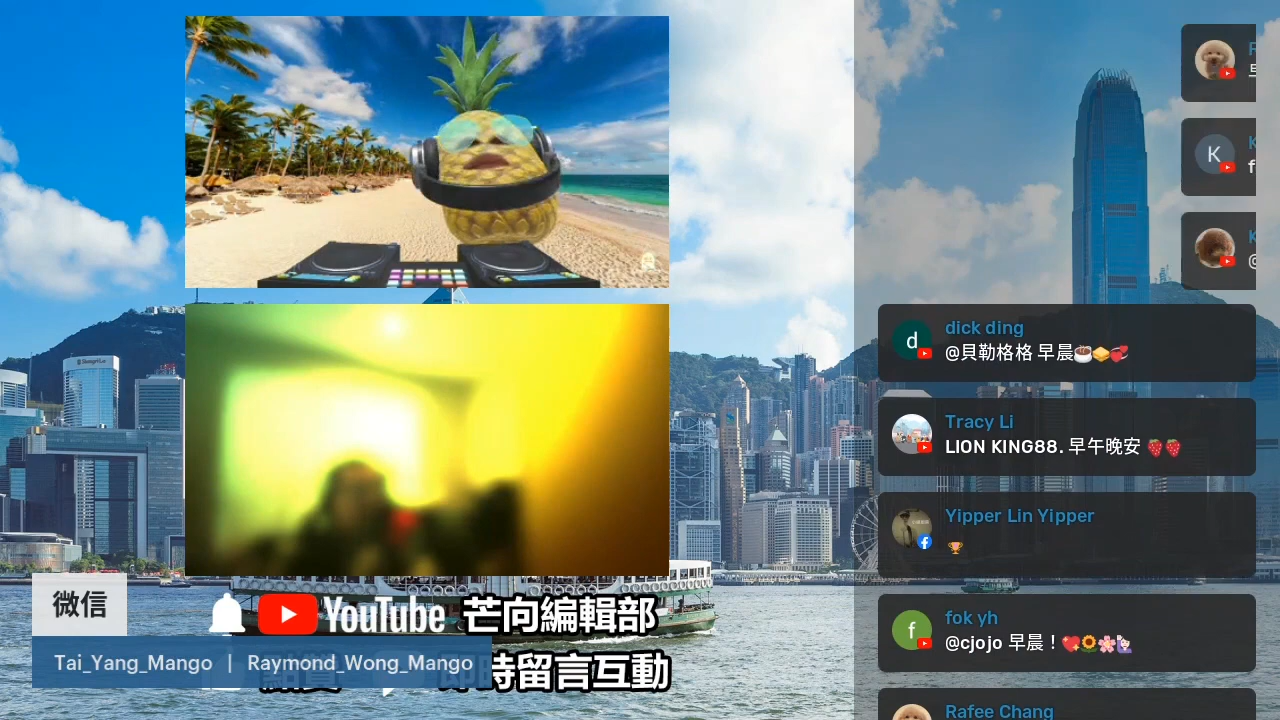 K
dick ding
@貝勒格格 早晨☕🧈💞
Tracy Li
LION KING88. 早午晚安 🍓🍓
Yipper Lin Yipper
🏆
fok yh
@cjojo 早晨！💖🌻🌸🙋🏻‍♀️
Rafee Chang
微信
Tai_Yang_Mango | Raymond_Wong_Mango
YouTube 芒向編輯部
即時留言互動